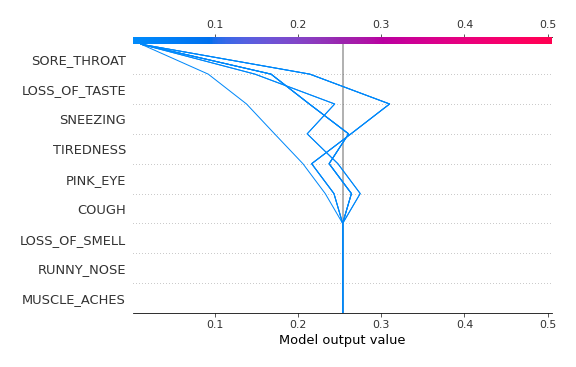 0.1 0.2 0.3 0.4 0.5
SORE_THROAT
LOSS_OF_TASTE
SNEEZING
TIREDNESS
PINK_EYE
COUGH
LOSS_OF_SMELL
RUNNY_NOSE
MUSCLE_ACHES
0.1 0.2 0.3 0.4 0.5
Model output value